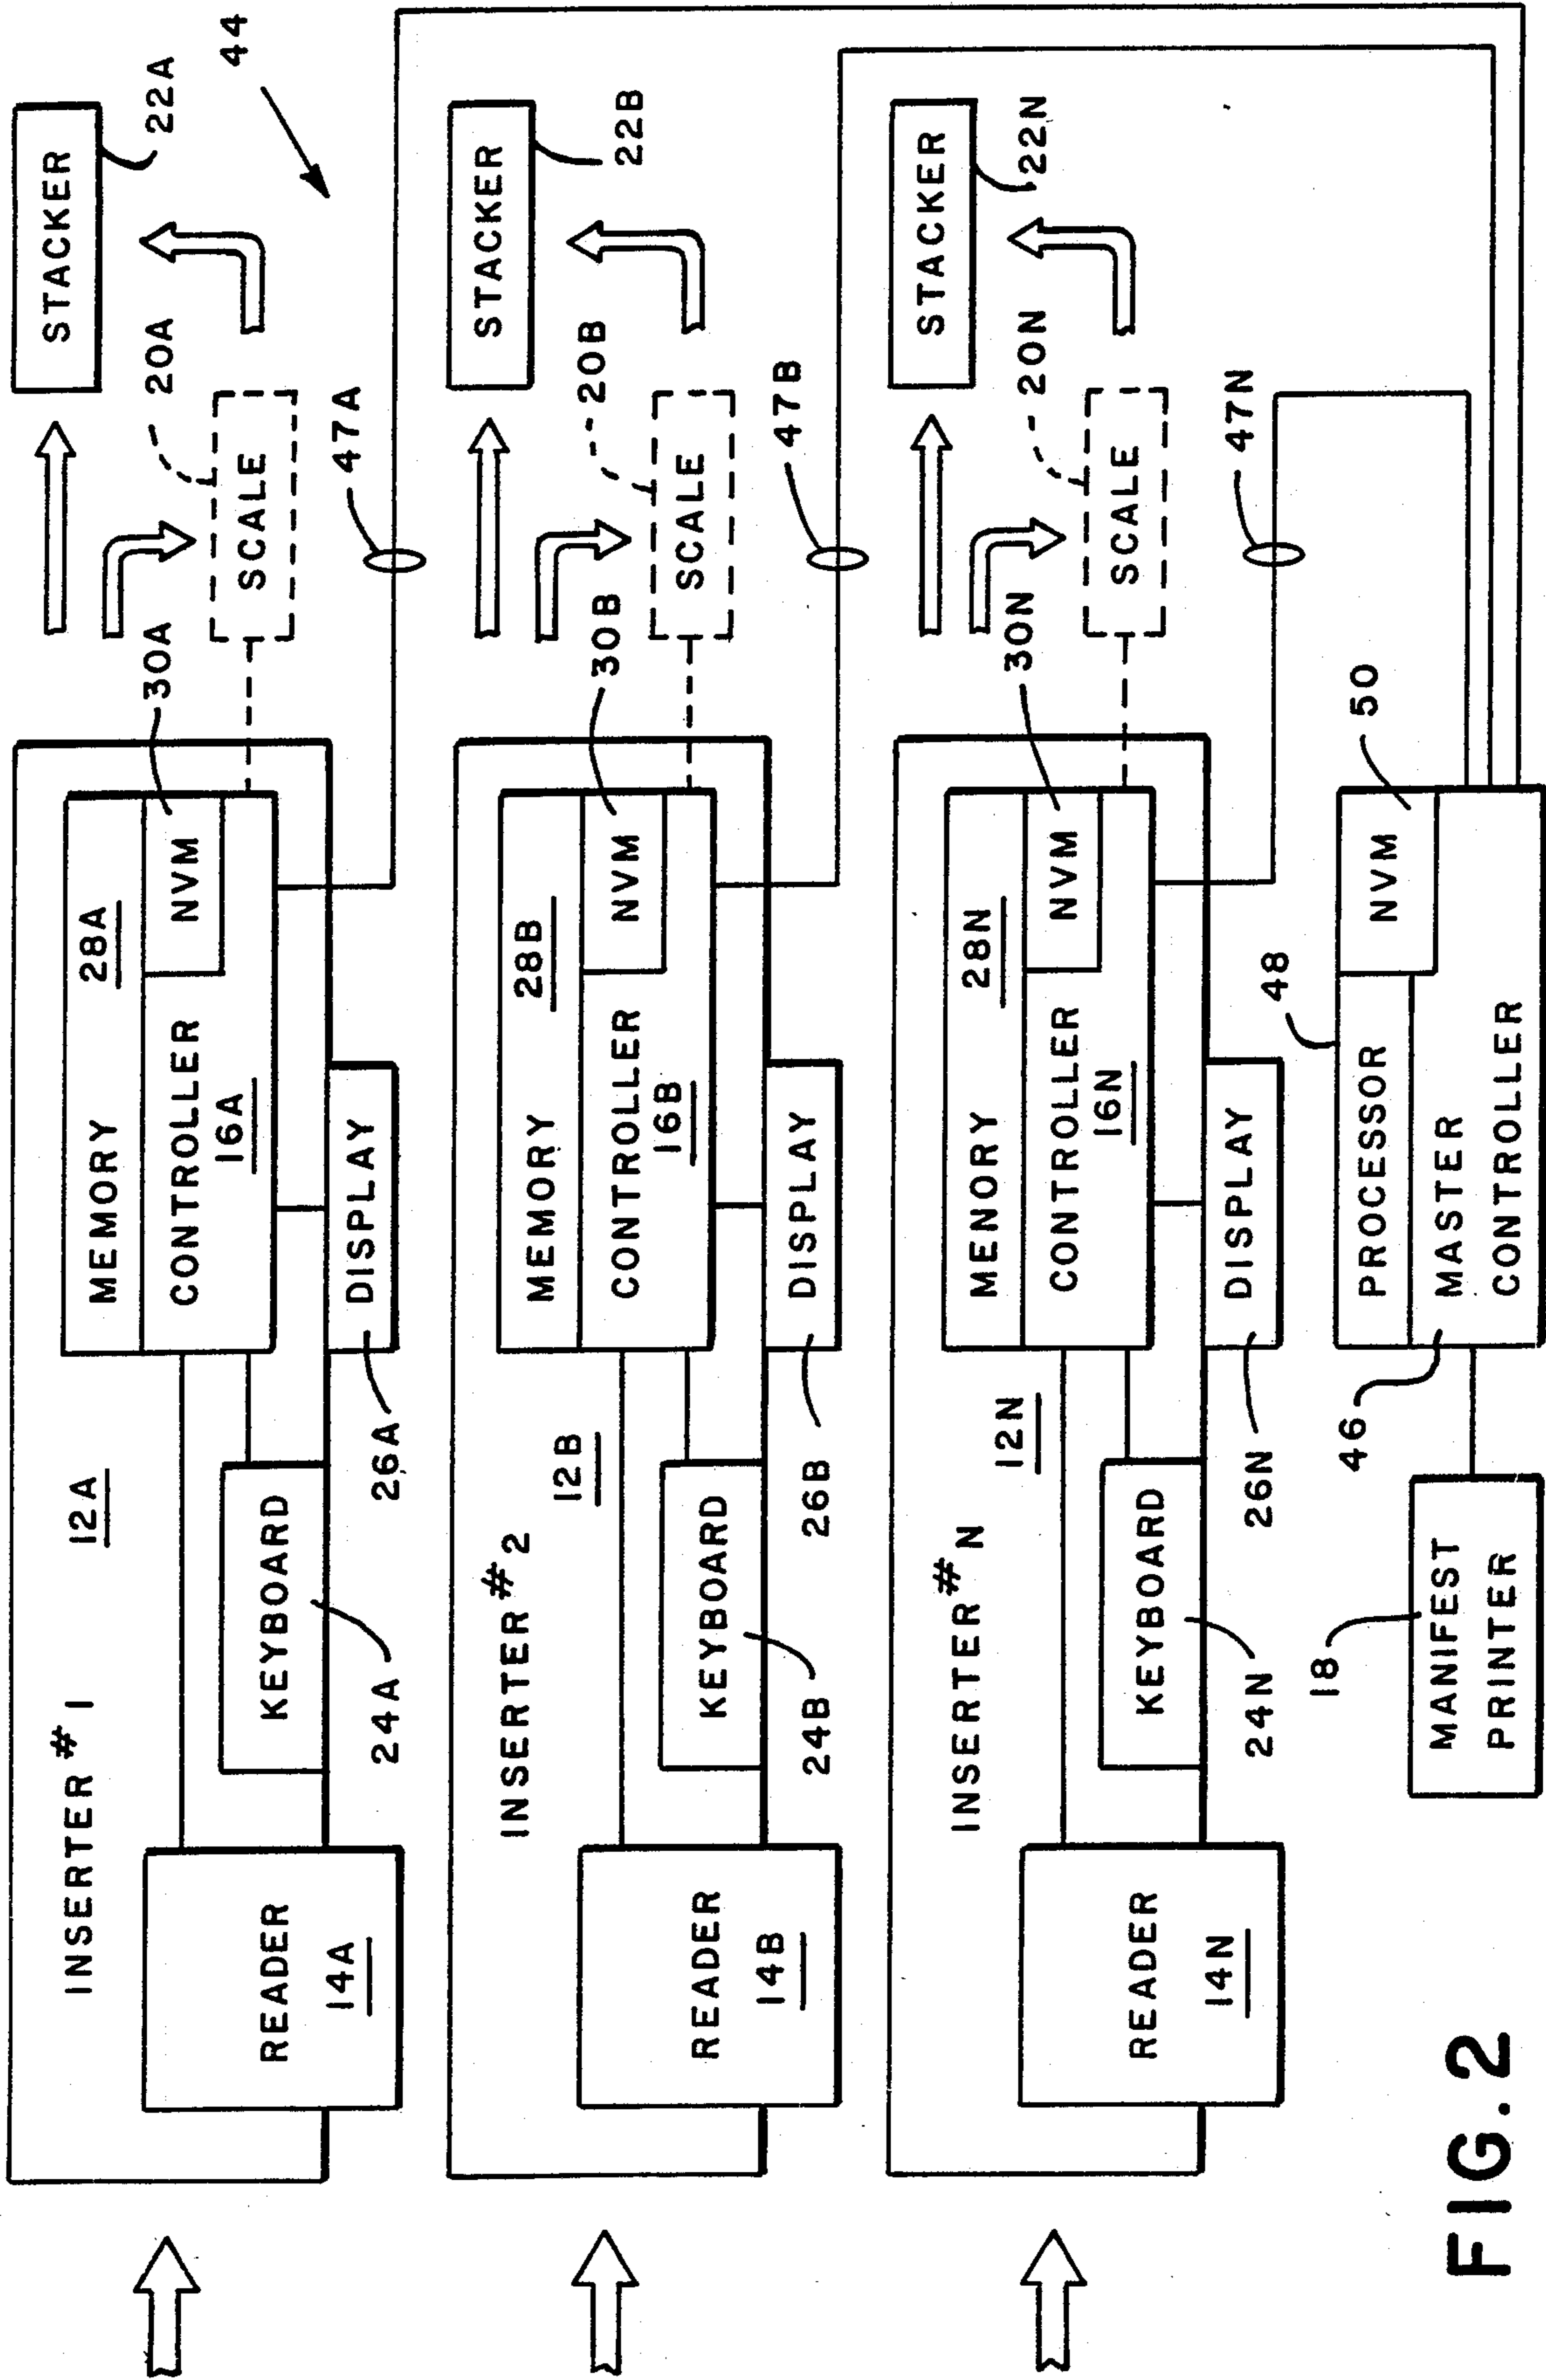 44
INSERTER #1
12A
MEMORY
28A
CONTROLLER
16A
NVM
30A
READER
14A
KEYBOARD
24A
DISPLAY
26A
SCALE
20A
STACKER
22A
47A
INSERTER #2
12B
MEMORY
28B
CONTROLLER
16B
NVM
30B
READER
14B
KEYBOARD
24B
DISPLAY
26B
SCALE
20B
STACKER
22B
47B
INSERTER #N
12N
MENORY
28N
CONTROLLER
16N
NVM
30N
READER
14N
KEYBOARD
24N
DISPLAY
26N
SCALE
20N
STACKER
22N
47N
MANIFEST
PRINTER
18
PROCESSOR
48
NVM
50
MASTER
CONTROLLER
46
FIG. 2